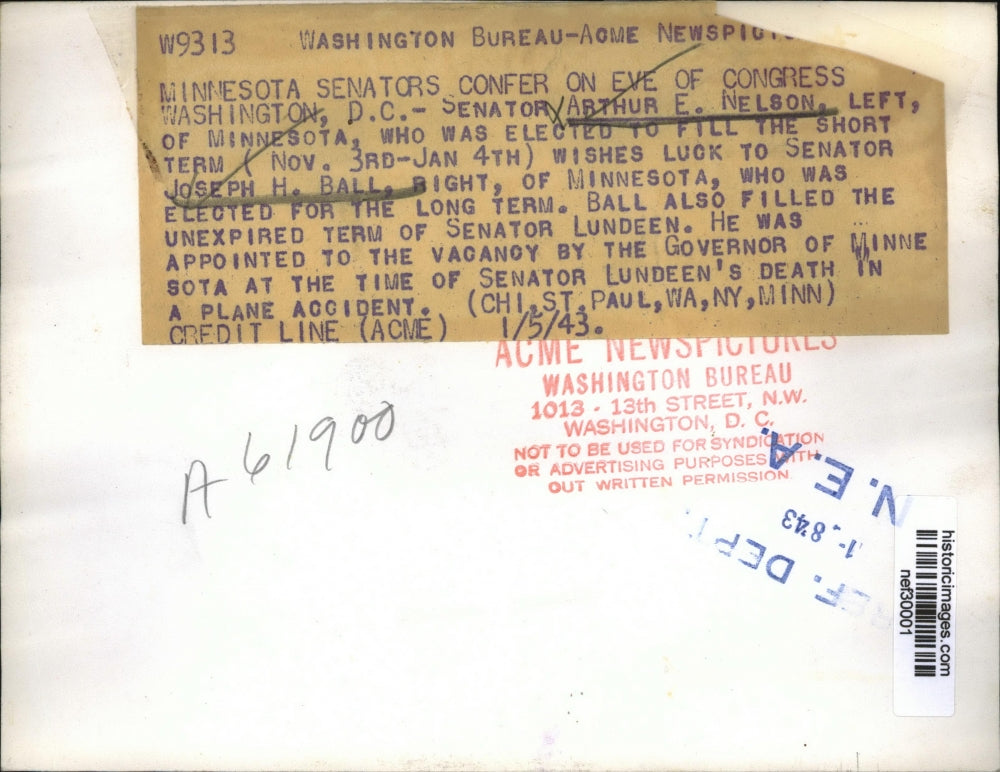 W9313 WASHINGTON BUREAU-ACME NEWSPICTU
MINNESOTA SENATORS CONFER ON EVE OF CONGRESS
WASHINGTON, D.C.- SENATOR ARTHUR E. NELSON, LEFT,
OF MINNESOTA, WHO WAS ELECTED TO FILL THE SHORT
TERM ( NOV. 3RD-JAN 4TH) WISHES LUCK TO SENATOR
JOSEPH H. BALL, RIGHT, OF MINNESOTA, WHO WAS
ELECTED FOR THE LONG TERM. BALL ALSO FILLED THE
UNEXPIRED TERM OF SENATOR LUNDEEN. HE WAS
APPOINTED TO THE VACANCY BY THE GOVERNOR OF MINNE
SOTA AT THE TIME OF SENATOR LUNDEEN'S DEATH IN
A PLANE ACCIDENT. (CHI,ST.PAUL,WA,NY,MINN)
CREDIT LINE (ACME) 1/5/43.
ACME NEWSPICTURES
WASHINGTON BUREAU
1013 - 13th STREET, N.W.
WASHINGTON, D. C.
NOT TO BE USED FOR SYNDICATION
OR ADVERTISING PURPOSES WITH
OUT WRITTEN PERMISSION.
A61900
N.E.A.
1-.8'43
EF. DEPT.
historicimages.com
nef30001